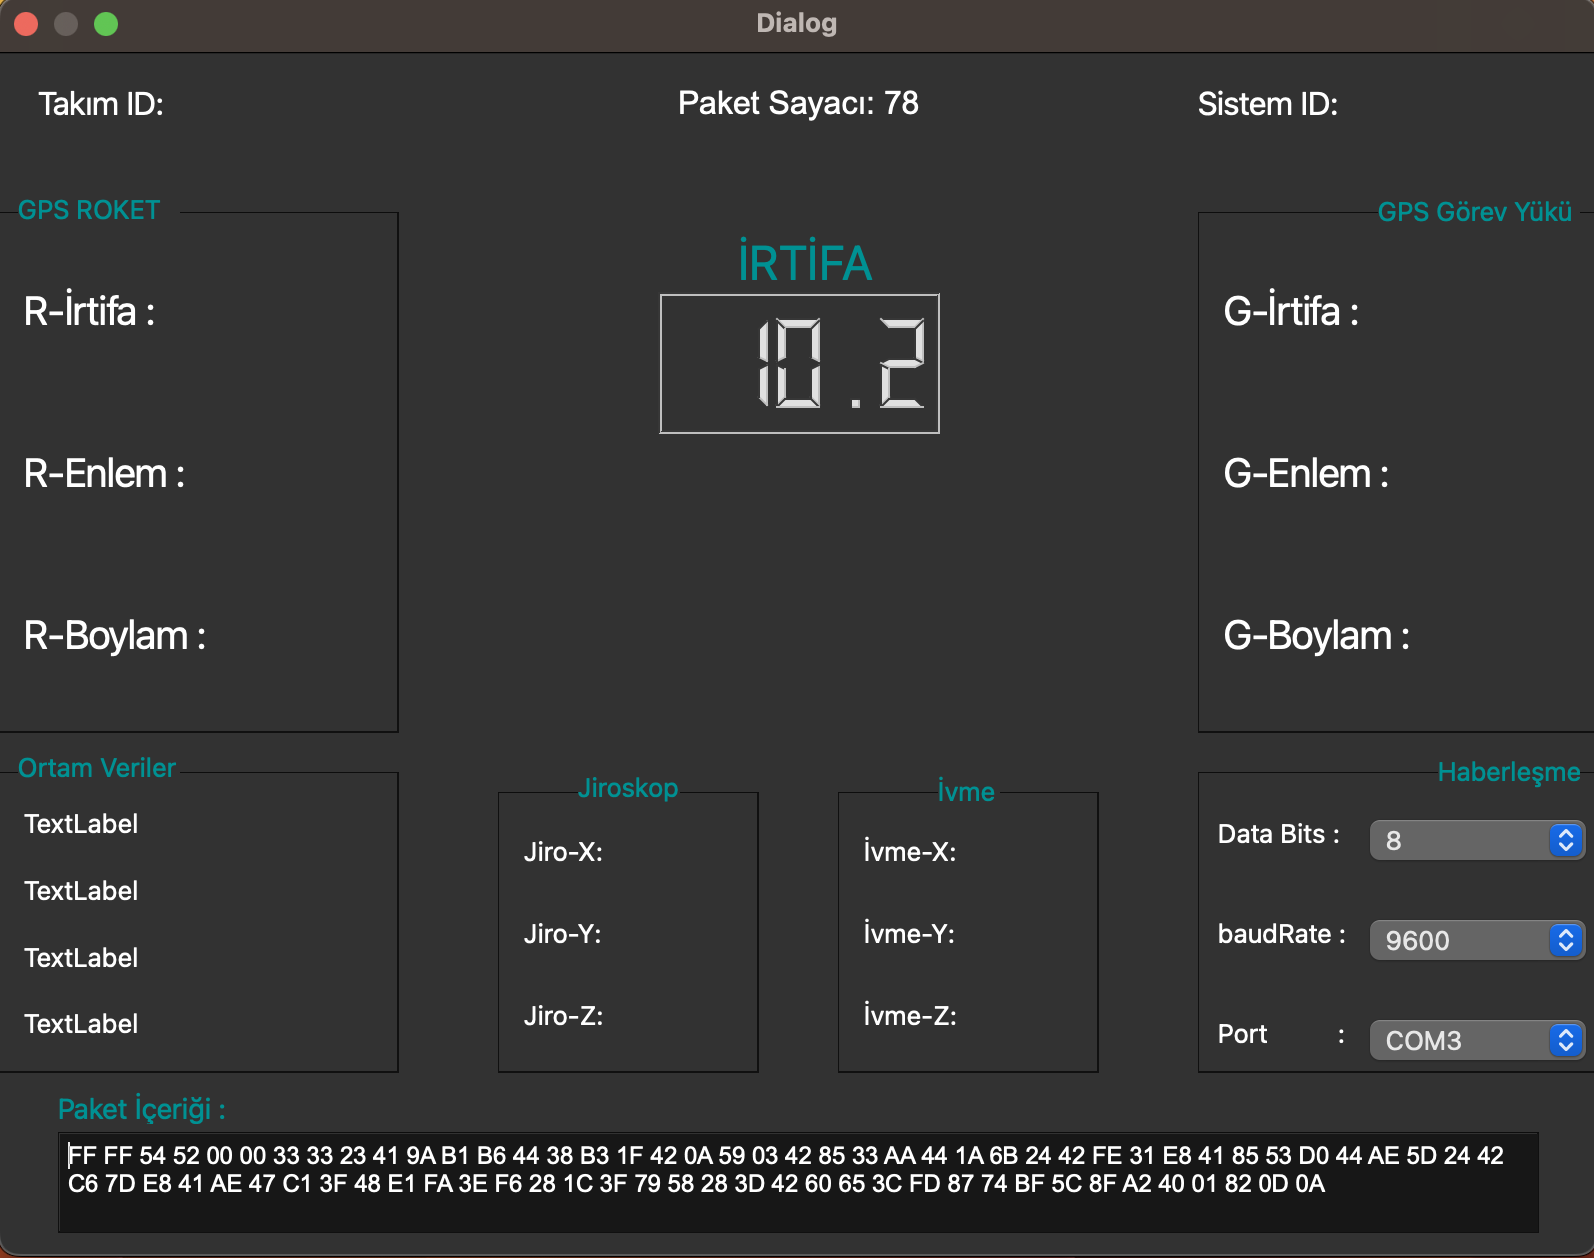 Dialog
Takım ID:
Paket Sayacı: 78
Sistem ID:
GPS ROKET
R-İrtifa :
R-Enlem :
R-Boylam :
İRTİFA
10.2
GPS Görev Yükü
G-İrtifa :
G-Enlem :
G-Boylam :
Ortam Veriler
TextLabel
TextLabel
TextLabel
TextLabel
Jiroskop
Jiro-X:
Jiro-Y:
Jiro-Z:
İvme
İvme-X:
İvme-Y:
İvme-Z:
Haberleşme
Data Bits : 8
baudRate : 9600
Port : COM3
Paket İçeriği :
FF FF 54 52 00 00 33 33 23 41 9A B1 B6 44 38 B3 1F 42 0A 59 03 42 85 33 AA 44 1A 6B 24 42 FE 31 E8 41 85 53 D0 44 AE 5D 24 42
C6 7D E8 41 AE 47 C1 3F 48 E1 FA 3E F6 28 1C 3F 79 58 28 3D 42 60 65 3C FD 87 74 BF 5C 8F A2 40 01 82 0D 0A